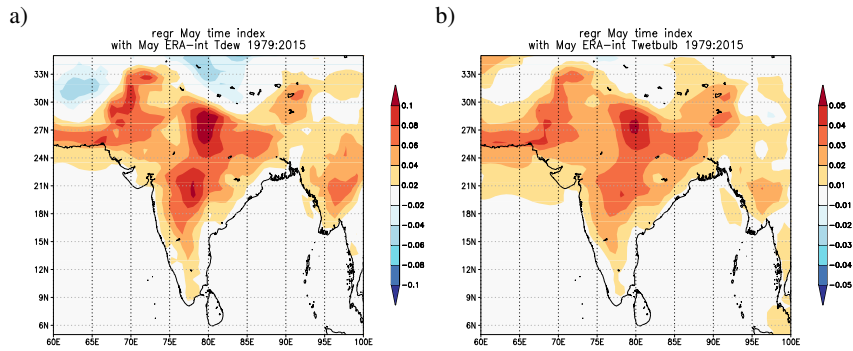 a)
regr May time index
with May ERA-int Tdew 1979:2015
33N
30N
27N
24N
21N
18N
15N
12N
9N
6N
60E 65E 70E 75E 80E 85E 90E 95E 100E
0.1
0.08
0.06
0.04
0.02
-0.02
-0.04
-0.06
-0.08
-0.1
b)
regr May time index
with May ERA-int Twetbulb 1979:2015
33N
30N
27N
24N
21N
18N
15N
12N
9N
6N
60E 65E 70E 75E 80E 85E 90E 95E 100E
0.05
0.04
0.03
0.02
0.01
-0.01
-0.02
-0.03
-0.04
-0.05